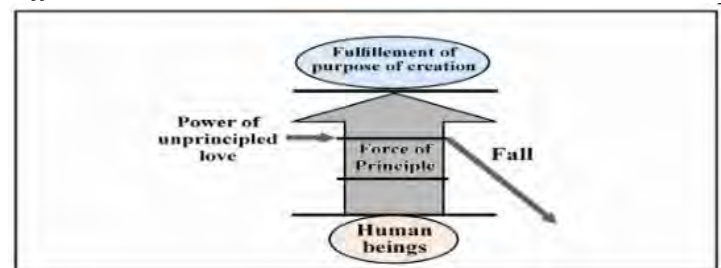 Fulfillement of
purpose of creation
Power of
unprincipled
love
Force of
Principle
Fall
Human
beings